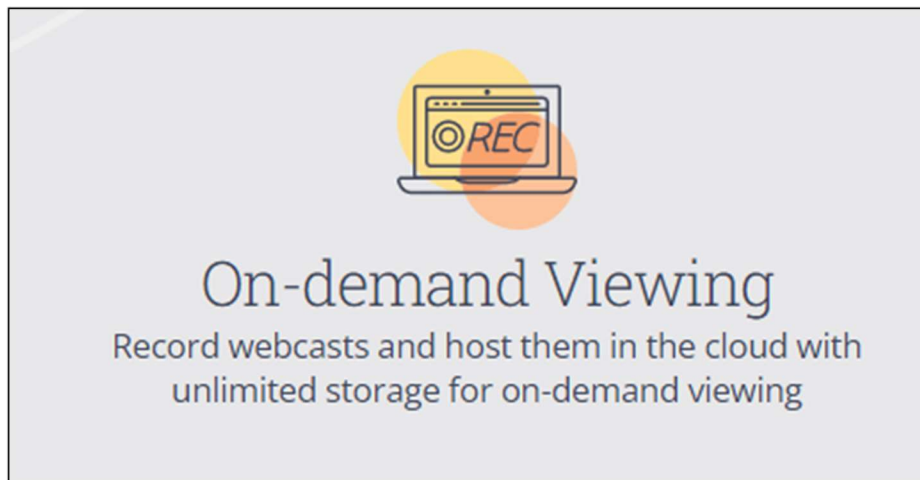 REC
On-demand Viewing
Record webcasts and host them in the cloud with
unlimited storage for on-demand viewing